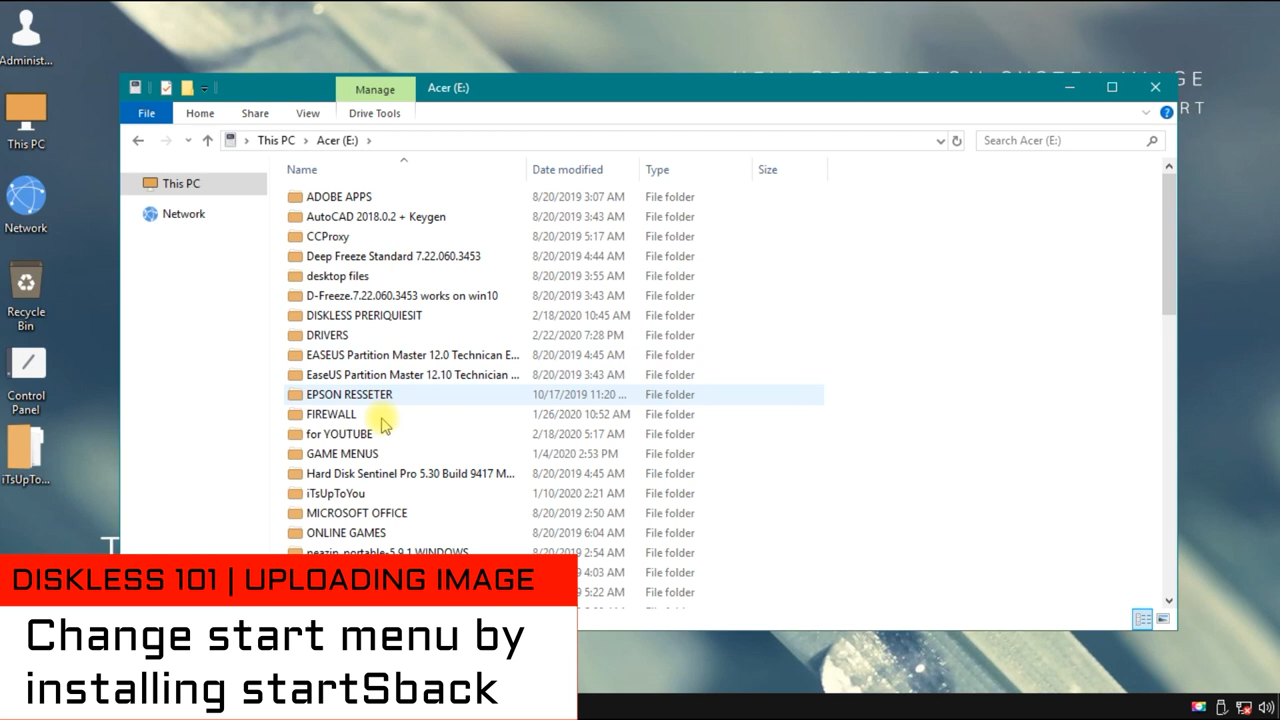 Administ...
This PC
Network
Recycle
Bin
Control
Panel
iTsUpTo...
AGE
RT
T
Manage
Acer (E:)
File
Home
Share
View
Drive Tools
This PC
Acer (E:)
Search Acer (E:)
This PC
Network
Name Date modified Type Size
ADOBE APPS 8/20/2019 3:07 AM File folder
AutoCAD 2018.0.2 + Keygen 8/20/2019 3:43 AM File folder
CCProxy 8/20/2019 5:17 AM File folder
Deep Freeze Standard 7.22.060.3453 8/20/2019 4:44 AM File folder
desktop files 8/20/2019 3:55 AM File folder
D-Freeze.7.22.060.3453 works on win10 8/20/2019 3:43 AM File folder
DISKLESS PRERIQUIESIT 2/18/2020 10:45 AM File folder
DRIVERS 2/22/2020 7:28 PM File folder
EASEUS Partition Master 12.0 Technican E... 8/20/2019 4:45 AM File folder
EaseUS Partition Master 12.10 Technician ... 8/20/2019 3:43 AM File folder
EPSON RESSETER 10/17/2019 11:20 ... File folder
FIREWALL 1/26/2020 10:52 AM File folder
for YOUTUBE 2/18/2020 5:17 AM File folder
GAME MENUS 1/4/2020 2:53 PM File folder
Hard Disk Sentinel Pro 5.30 Build 9417 M... 8/20/2019 4:45 AM File folder
iTsUpToYou 1/10/2020 2:21 AM File folder
MICROSOFT OFFICE 8/20/2019 2:50 AM File folder
ONLINE GAMES 8/20/2019 6:04 AM File folder
8/20/2019 2:54 AM File folder
8/20/2019 4:03 AM File folder
8/20/2019 5:22 AM File folder
DISKLESS 101 | UPLOADING IMAGE
Change start menu by
installing startSback